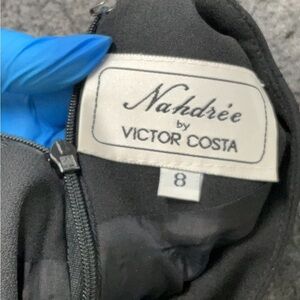 Nahdrée
by
VICTOR COSTA
8